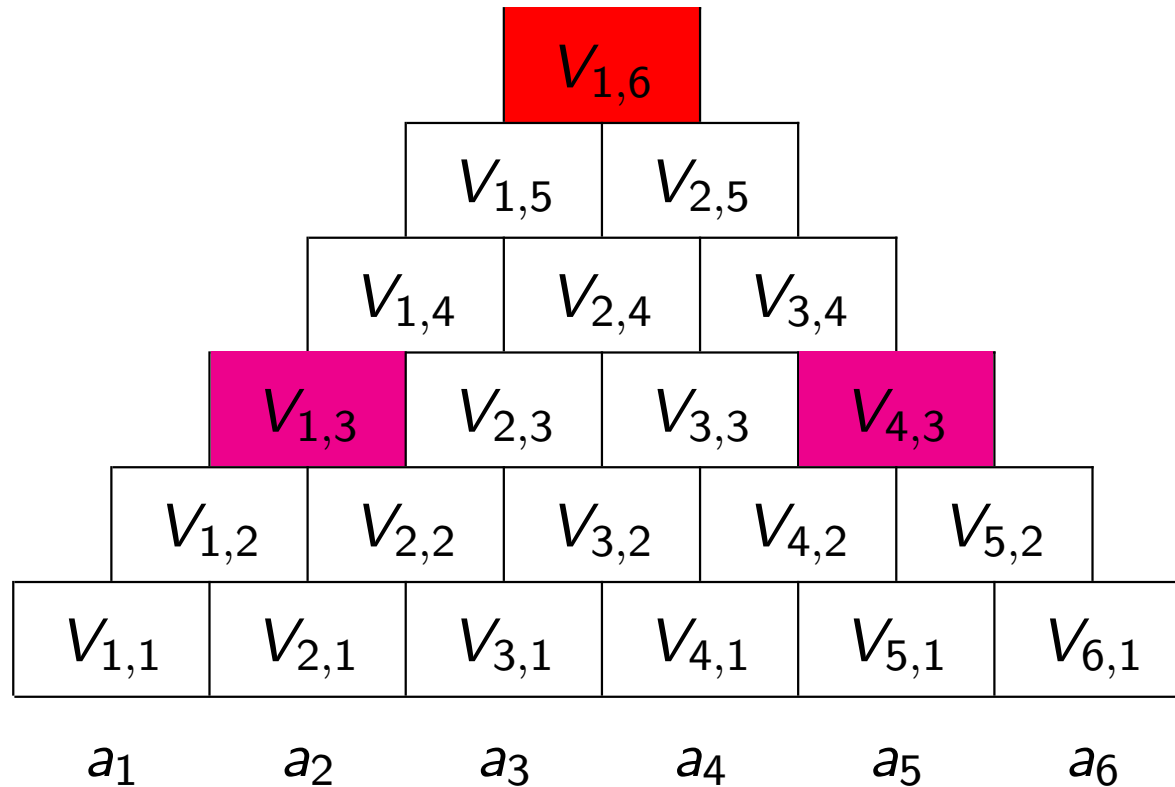 V1,6
V1,5 V2,5
V1,4 V2,4 V3,4
V1,3 V2,3 V3,3 V4,3
V1,2 V2,2 V3,2 V4,2 V5,2
V1,1 V2,1 V3,1 V4,1 V5,1 V6,1
a1 a2 a3 a4 a5 a6